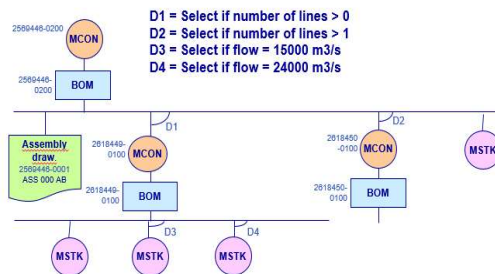 D1 = Select if number of lines > 0
D2 = Select if number of lines > 1
D3 = Select if flow = 15000 m3/s
D4 = Select if flow = 24000 m3/s
2569446-0200
MCON
2569446-
0200
BOM
D1
D2
Assembly
draw.
2569446-0001
ASS 000 AB
2618449-
0100
MCON
2618450
-0100
MCON
MSTK
2618449-
0100
BOM
2618450-
0100
BOM
D3
D4
MSTK
MSTK
MSTK